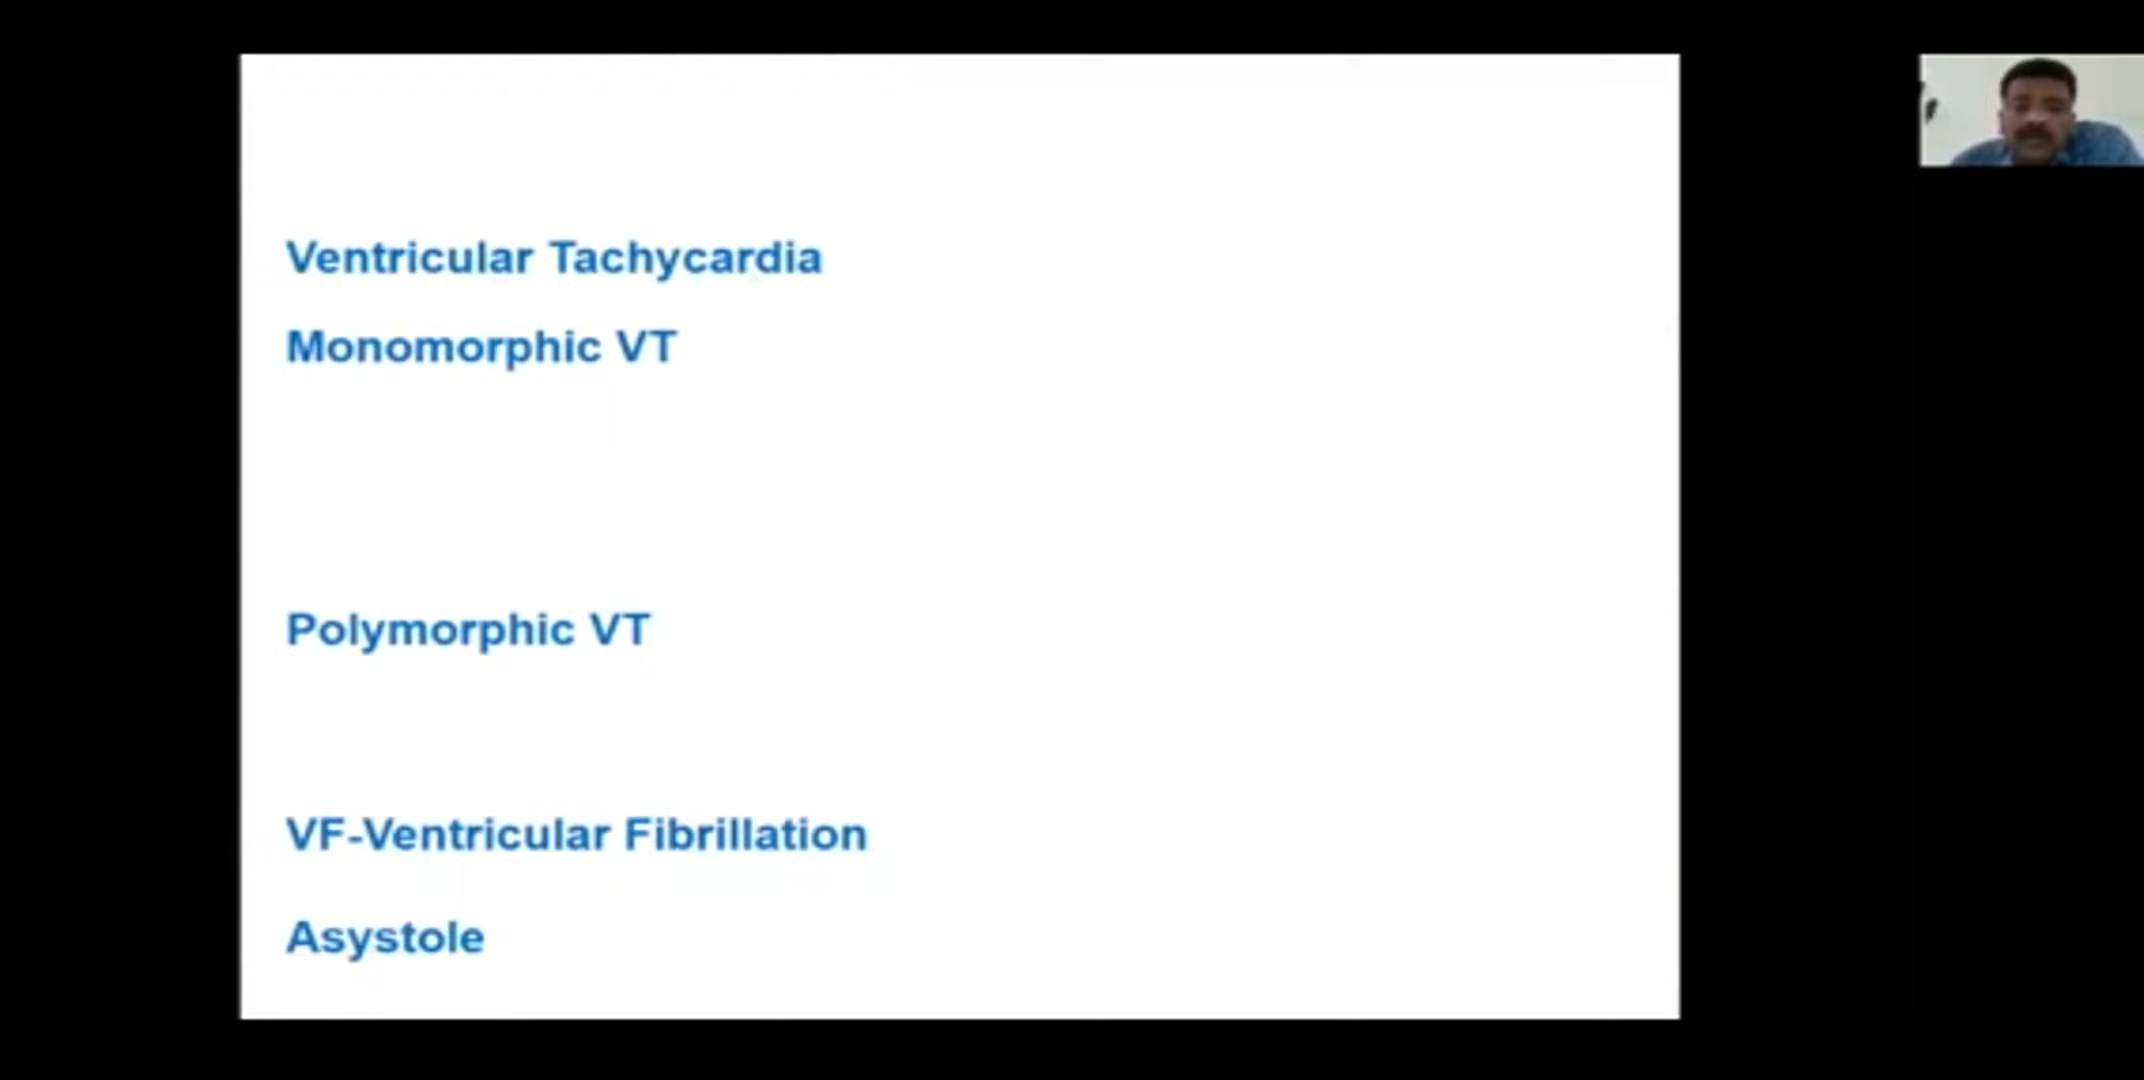 Ventricular Tachycardia
Monomorphic VT
Polymorphic VT
VF-Ventricular Fibrillation
Asystole